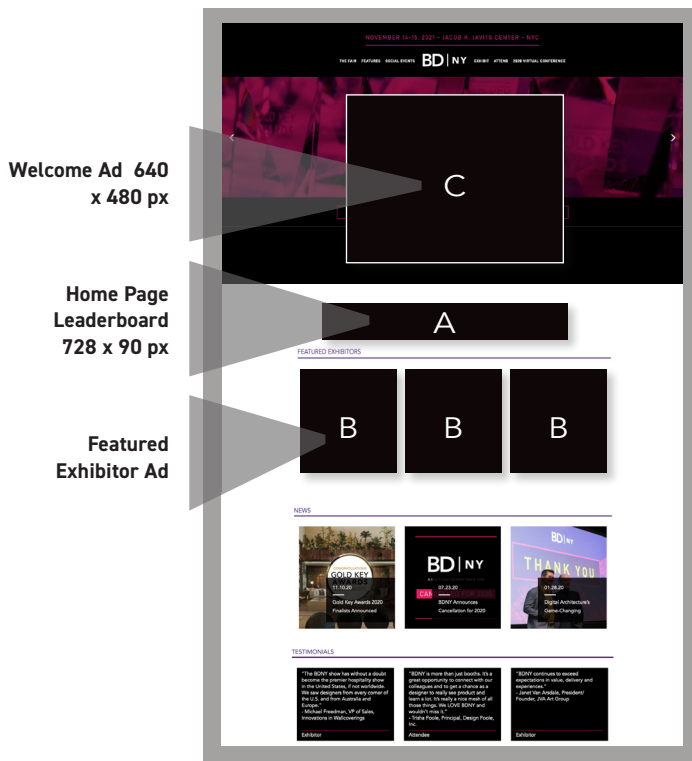 NOVEMBER 14-15, 2021 - JACOB K. JAVITS CENTER - NYC
THE FAIR FEATURES SOCIAL EVENTS BD | NY EXHIBIT ATTEND 2020 VIRTUAL CONFERENCE
Welcome Ad 640
x 480 px
C
Home Page
Leaderboard
728 x 90 px
A
FEATURED EXHIBITORS
Featured
Exhibitor Ad
B
B
B
NEWS
CONGRATULATIONS
GOLD KEY
AWARDS
11.10.20
Gold Key Awards 2020
Finalists Announced
BD | NY
07.23.20
BDNY Announces
Cancellation for 2020
BD | NY
THANK YOU
01.28.20
Digital Architecture's
Game-Changing
TESTIMONIALS
"The BDNY show has without a doubt
become the premier hospitality show
in the United States, if not worldwide.
We saw designers from every corner of
the U.S. and from Australia and
Europe."
- Michael Freedman, VP of Sales,
Innovations in Wallcoverings
Exhibitor
"BDNY is more than just booths. It's a
great opportunity to connect with our
colleagues and to get a chance as a
designer to really see product and
learn a lot. It's really a nice mesh of all
those things. We LOVE BDNY and
wouldn't miss it."
- Trisha Poole, Principal, Design Poole,
Inc.
Attendee
"BDNY continues to exceed
expectations in value, delivery and
experiences."
- Janet Van Arsdale, President/
Founder, JVA Art Group
Exhibitor